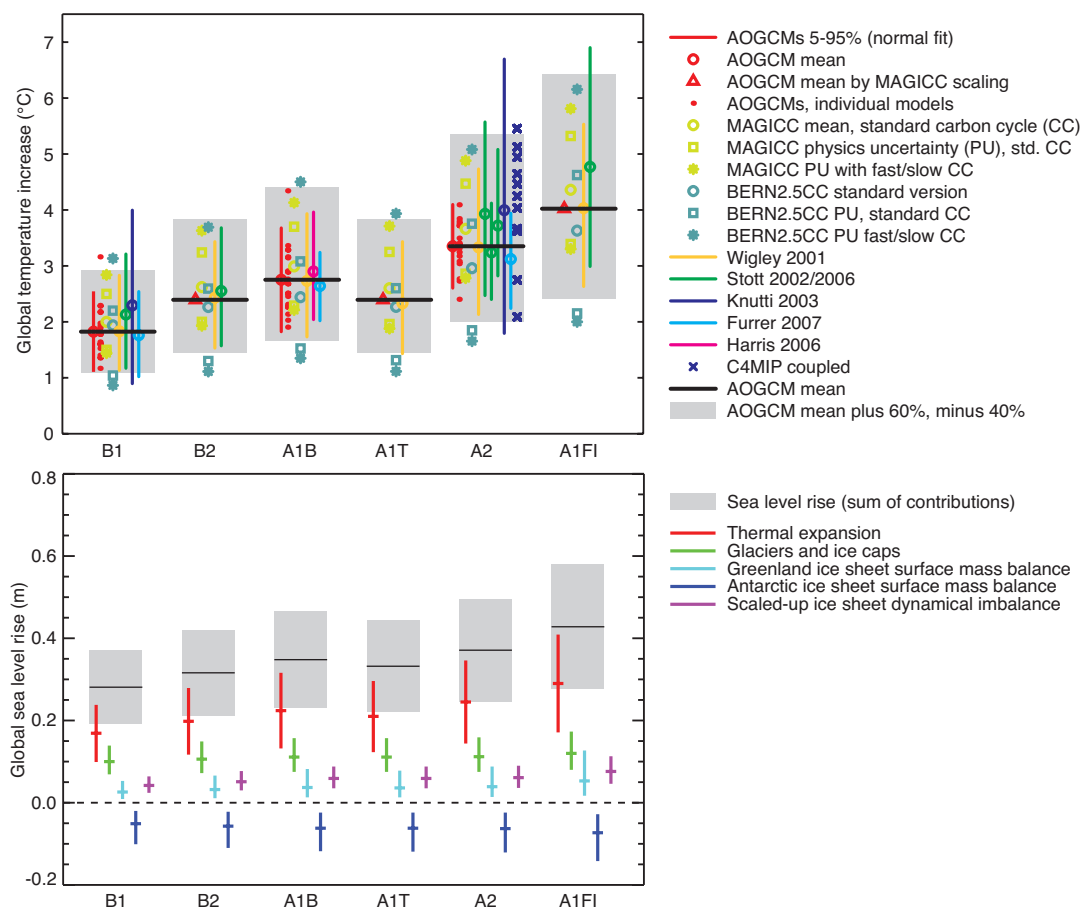 Global temperature increase (°C)
7
6
5
4
3
2
1
0
B1 B2 A1B A1T A2 A1FI
AOGCMs 5-95% (normal fit)
AOGCM mean
AOGCM mean by MAGICC scaling
AOGCMs, individual models
MAGICC mean, standard carbon cycle (CC)
MAGICC physics uncertainty (PU), std. CC
MAGICC PU with fast/slow CC
BERN2.5CC standard version
BERN2.5CC PU, standard CC
BERN2.5CC PU fast/slow CC
Wigley 2001
Stott 2002/2006
Knutti 2003
Furrer 2007
Harris 2006
C4MIP coupled
AOGCM mean
AOGCM mean plus 60%, minus 40%
Global sea level rise (m)
0.8
0.6
0.4
0.2
0.0
-0.2
B1 B2 A1B A1T A2 A1FI
Sea level rise (sum of contributions)
Thermal expansion
Glaciers and ice caps
Greenland ice sheet surface mass balance
Antarctic ice sheet surface mass balance
Scaled-up ice sheet dynamical imbalance